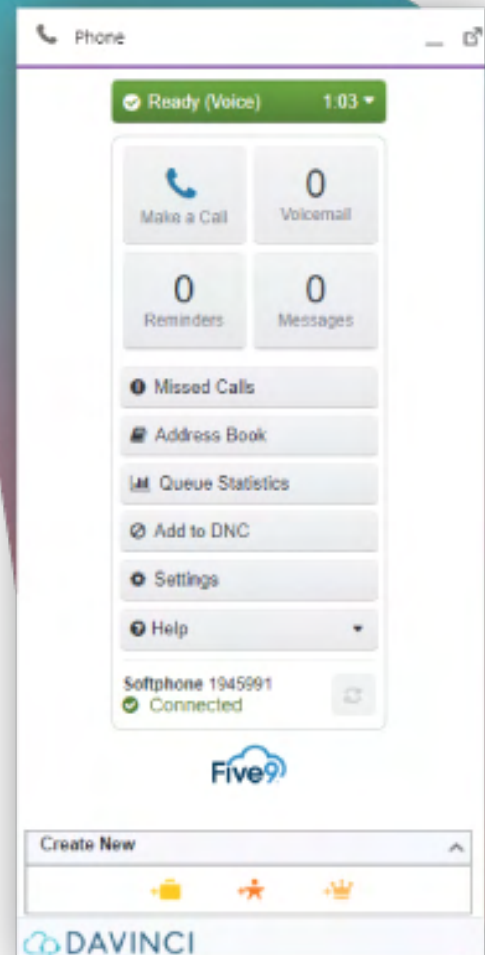 Phone
Ready (Voice) 1:03
Make a Call
0
Voicemail
0
Reminders
0
Messages
Missed Calls
Address Book
Queue Statistics
Add to DNC
Settings
Help
Softphone 1945991
Connected
Five9
Create New
DAVINCI